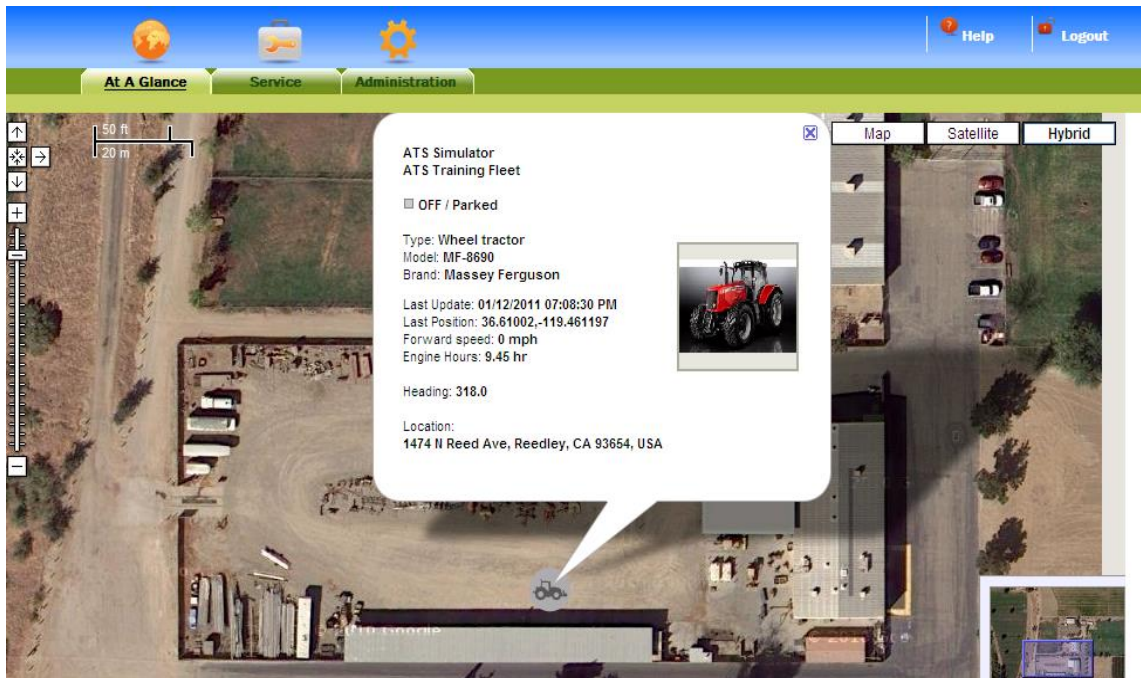 Help
Logout
At A Glance
Service
Administration
50 ft
20 m
Map
Satellite
Hybrid
ATS Simulator
ATS Training Fleet
OFF / Parked
Type: Wheel tractor
Model: MF-8690
Brand: Massey Ferguson
Last Update: 01/12/2011 07:08:30 PM
Last Position: 36.61002,-119.461197
Forward speed: 0 mph
Engine Hours: 9.45 hr
Heading: 318.0
Location:
1474 N Reed Ave, Reedley, CA 93654, USA
Google